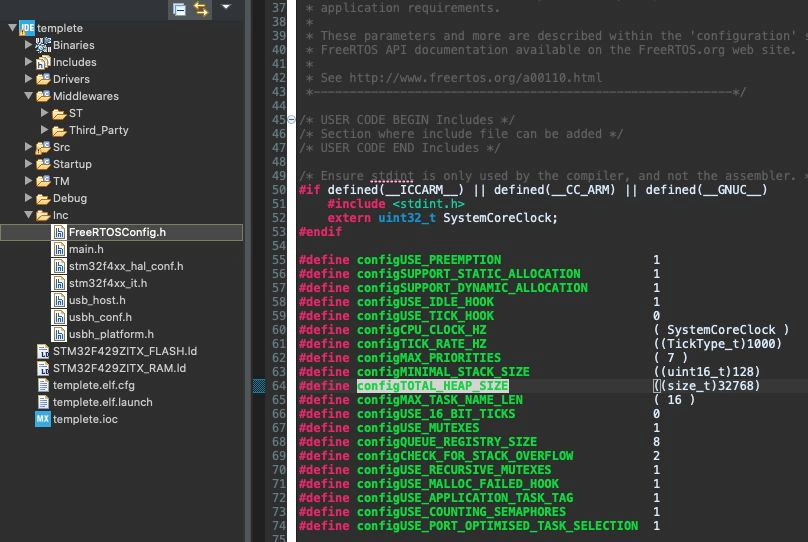 templete
Binaries
Includes
Drivers
Middlewares
ST
Third_Party
Src
Startup
TM
Debug
Inc
FreeRTOSConfig.h
main.h
stm32f4xx_hal_conf.h
stm32f4xx_it.h
usb_host.h
usbh_conf.h
usbh_platform.h
STM32F429ZITX_FLASH.ld
STM32F429ZITX_RAM.ld
templete.elf.cfg
templete.elf.launch
MX templete.ioc
37 * application requirements.
38 *
39 * These parameters and more are described within the 'configuration' s
40 * FreeRTOS API documentation available on the FreeRTOS.org web site.
41 *
42 * See http://www.freertos.org/a00110.html
43 *----------------------------------------------------------*/
44
45 /* USER CODE BEGIN Includes */
46 /* Section where include file can be added */
47 /* USER CODE END Includes */
48
49 /* Ensure stdint is only used by the compiler, and not the assembler. *
50 #if defined(__ICCARM__) || defined(__CC_ARM) || defined(__GNUC__)
51 #include <stdint.h>
52 extern uint32_t SystemCoreClock;
53 #endif
54
55 #define configUSE_PREEMPTION 1
56 #define configSUPPORT_STATIC_ALLOCATION 1
57 #define configSUPPORT_DYNAMIC_ALLOCATION 1
58 #define configUSE_IDLE_HOOK 1
59 #define configUSE_TICK_HOOK 0
60 #define configCPU_CLOCK_HZ ( SystemCoreClock )
61 #define configTICK_RATE_HZ ((TickType_t)1000)
62 #define configMAX_PRIORITIES ( 7 )
63 #define configMINIMAL_STACK_SIZE ((uint16_t)128)
64 #define configTOTAL_HEAP_SIZE ((size_t)32768)
65 #define configMAX_TASK_NAME_LEN ( 16 )
66 #define configUSE_16_BIT_TICKS 0
67 #define configUSE_MUTEXES 1
68 #define configQUEUE_REGISTRY_SIZE 8
69 #define configCHECK_FOR_STACK_OVERFLOW 2
70 #define configUSE_RECURSIVE_MUTEXES 1
71 #define configUSE_MALLOC_FAILED_HOOK 1
72 #define configUSE_APPLICATION_TASK_TAG 1
73 #define configUSE_COUNTING_SEMAPHORES 1
74 #define configUSE_PORT_OPTIMISED_TASK_SELECTION 1
75